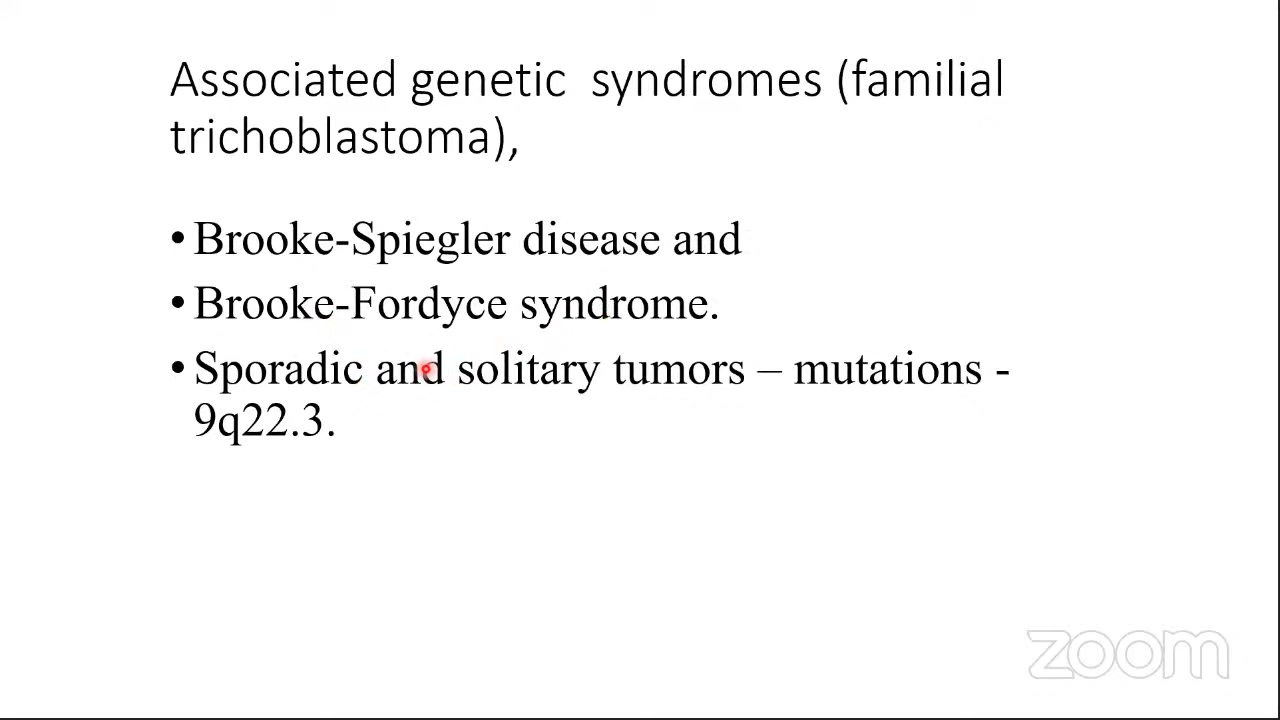 Associated genetic  syndromes (familial
trichoblastoma),
• Brooke-Spiegler disease and
• Brooke-Fordyce syndrome.
• Sporadic and solitary tumors – mutations -
9q22.3.
zoom